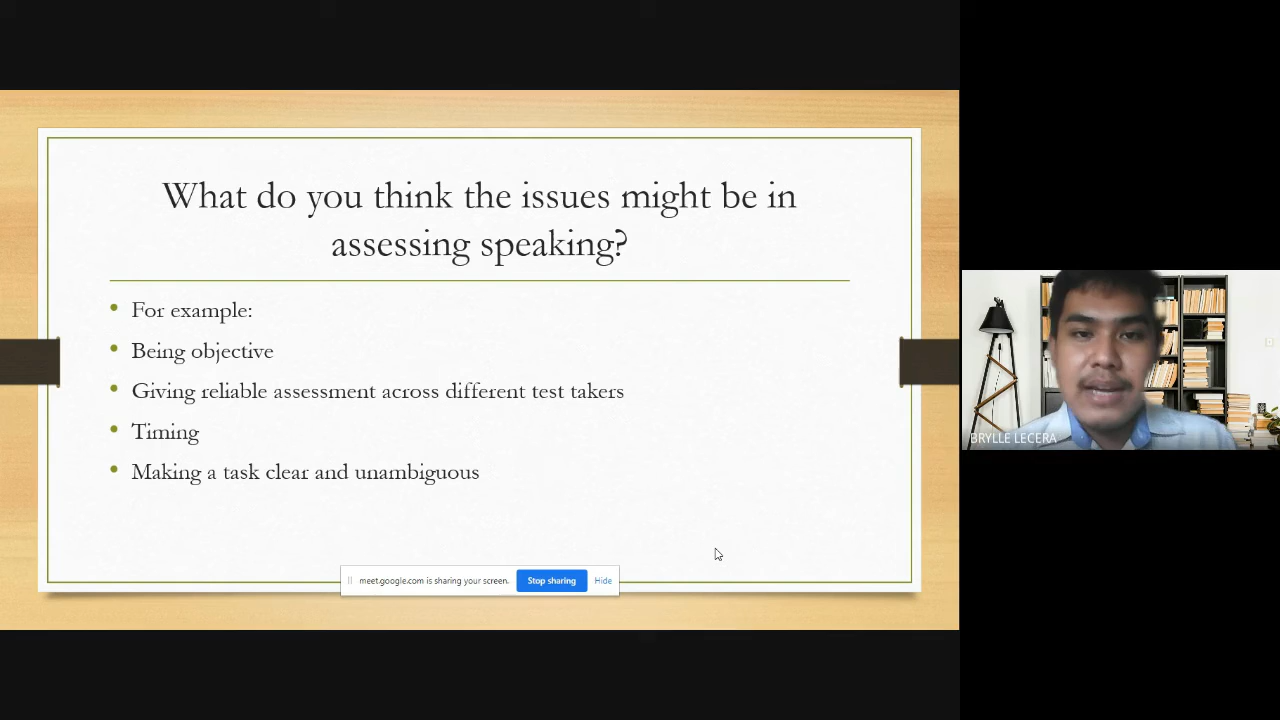 What do you think the issues might be in
assessing speaking?
For example:
Being objective
Giving reliable assessment across different test takers
Timing
Making a task clear and unambiguous
meet.google.com is sharing your screen. Stop sharing Hide
BRYLLE LECERA